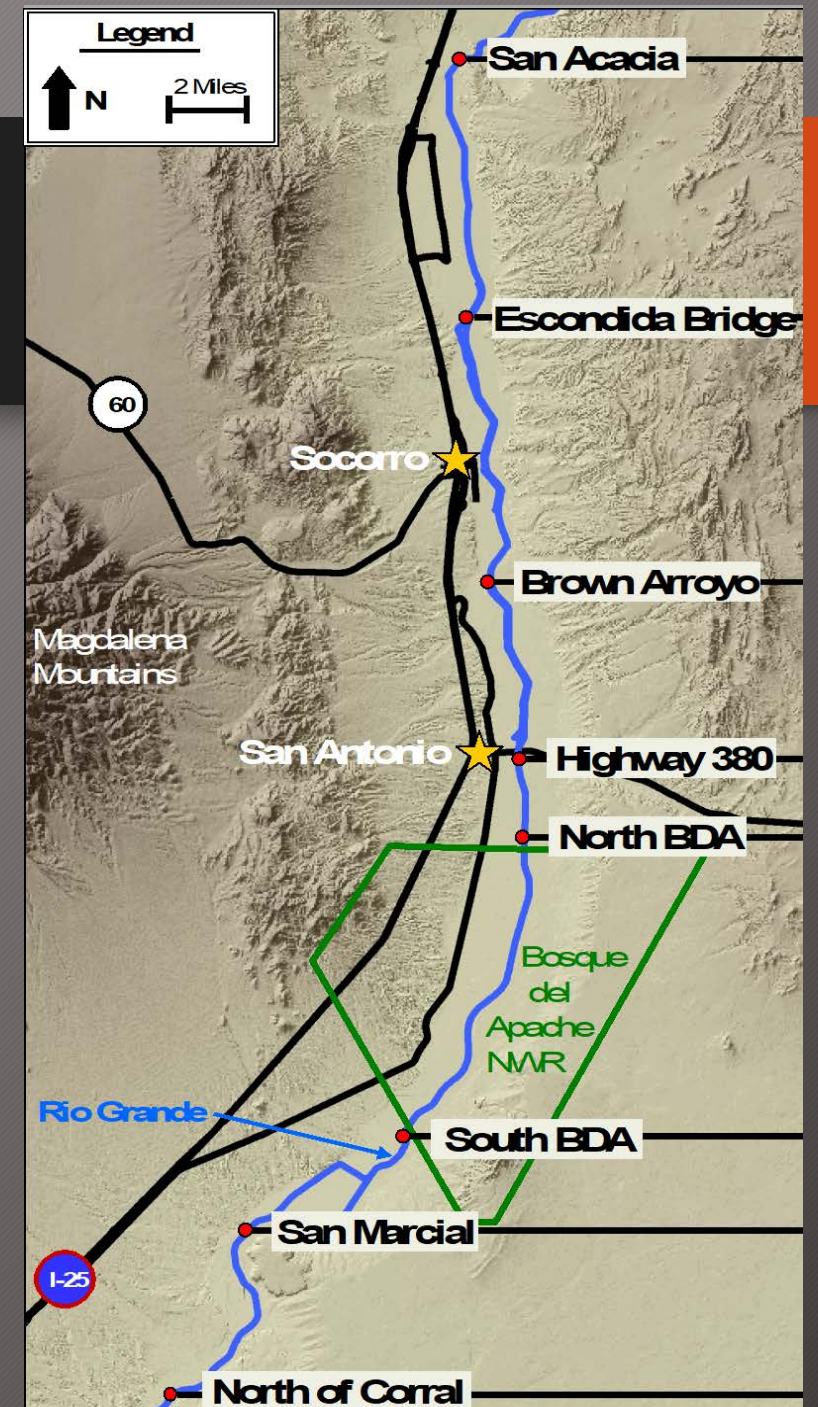 Legend
N
2 Miles
San Acacia
Escondida Bridge
60
Socorro
Brown Arroyo
Magdalena
Mountains
San Antonio
Highway 380
North BDA
Bosque
del
Apache
NWR
Rio Grande
South BDA
San Marcial
I-25
North of Corral